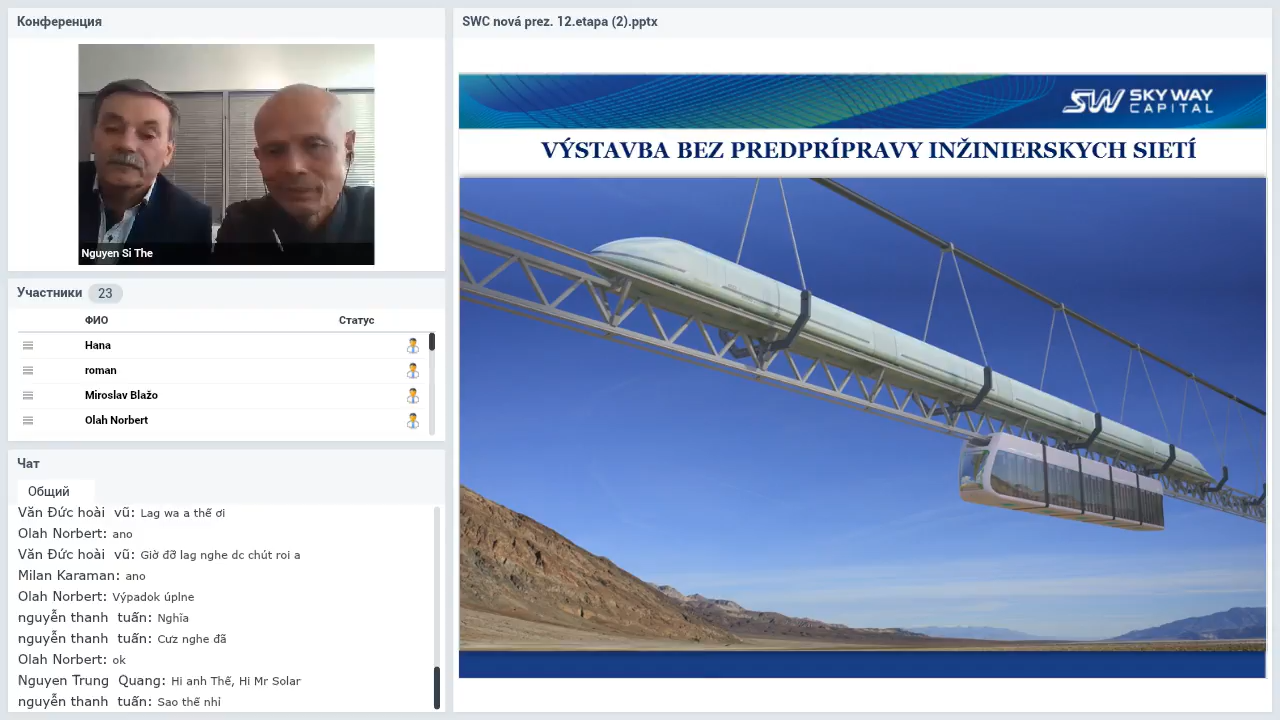 Конференция
Nguyen Si The
Участники 23
ФИО Статус
Hana
roman
Miroslav Blažo
Olah Norbert
Чат
Общий
Văn Đức hoài vũ: Lag wa a thế ơi
Olah Norbert: ano
Văn Đức hoài vũ: Giờ đỡ lag nghe dc chút roi a
Milan Karaman: ano
Olah Norbert: Výpadok úplne
nguyễn thanh tuấn: Nghĩa
nguyễn thanh tuấn: Cưz nghe đã
Olah Norbert: ok
Nguyen Trung Quang: Hi anh Thế, Hi Mr Solar
nguyễn thanh tuấn: Sao thế nhỉ
SWC nová prez. 12.etapa (2).pptx
SW SKY WAY
CAPITAL
VÝSTAVBA BEZ PREDPRÍPRAVY INŽINIERSKYCH SIETÍ